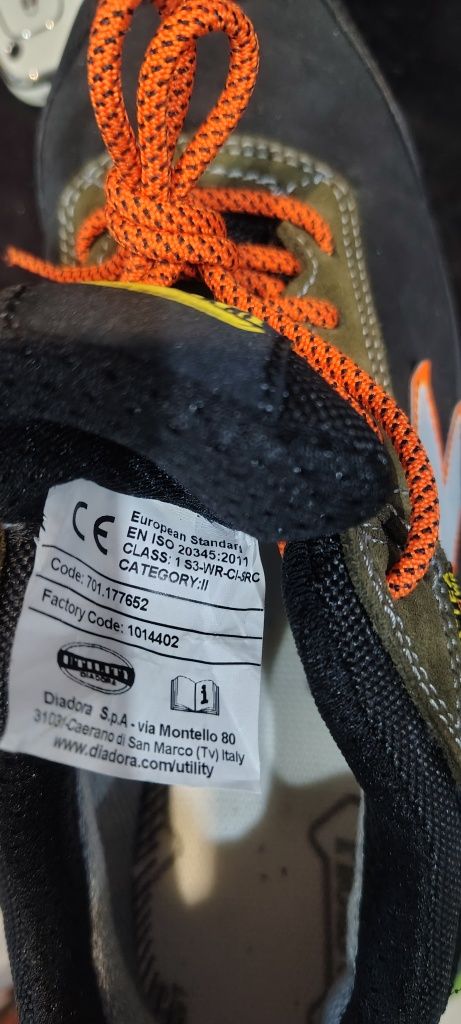 CE
European Standard
EN ISO 20345:2011
CLASS: 1 S3-WR-CI-SRC
CATEGORY:II
Code: 701.177652
Factory Code: 1014402
DIADORA
i
Diadora S.p.A - via Montello 80
31031-Caerano di San Marco (Tv) Italy
www.diadora.com/utility